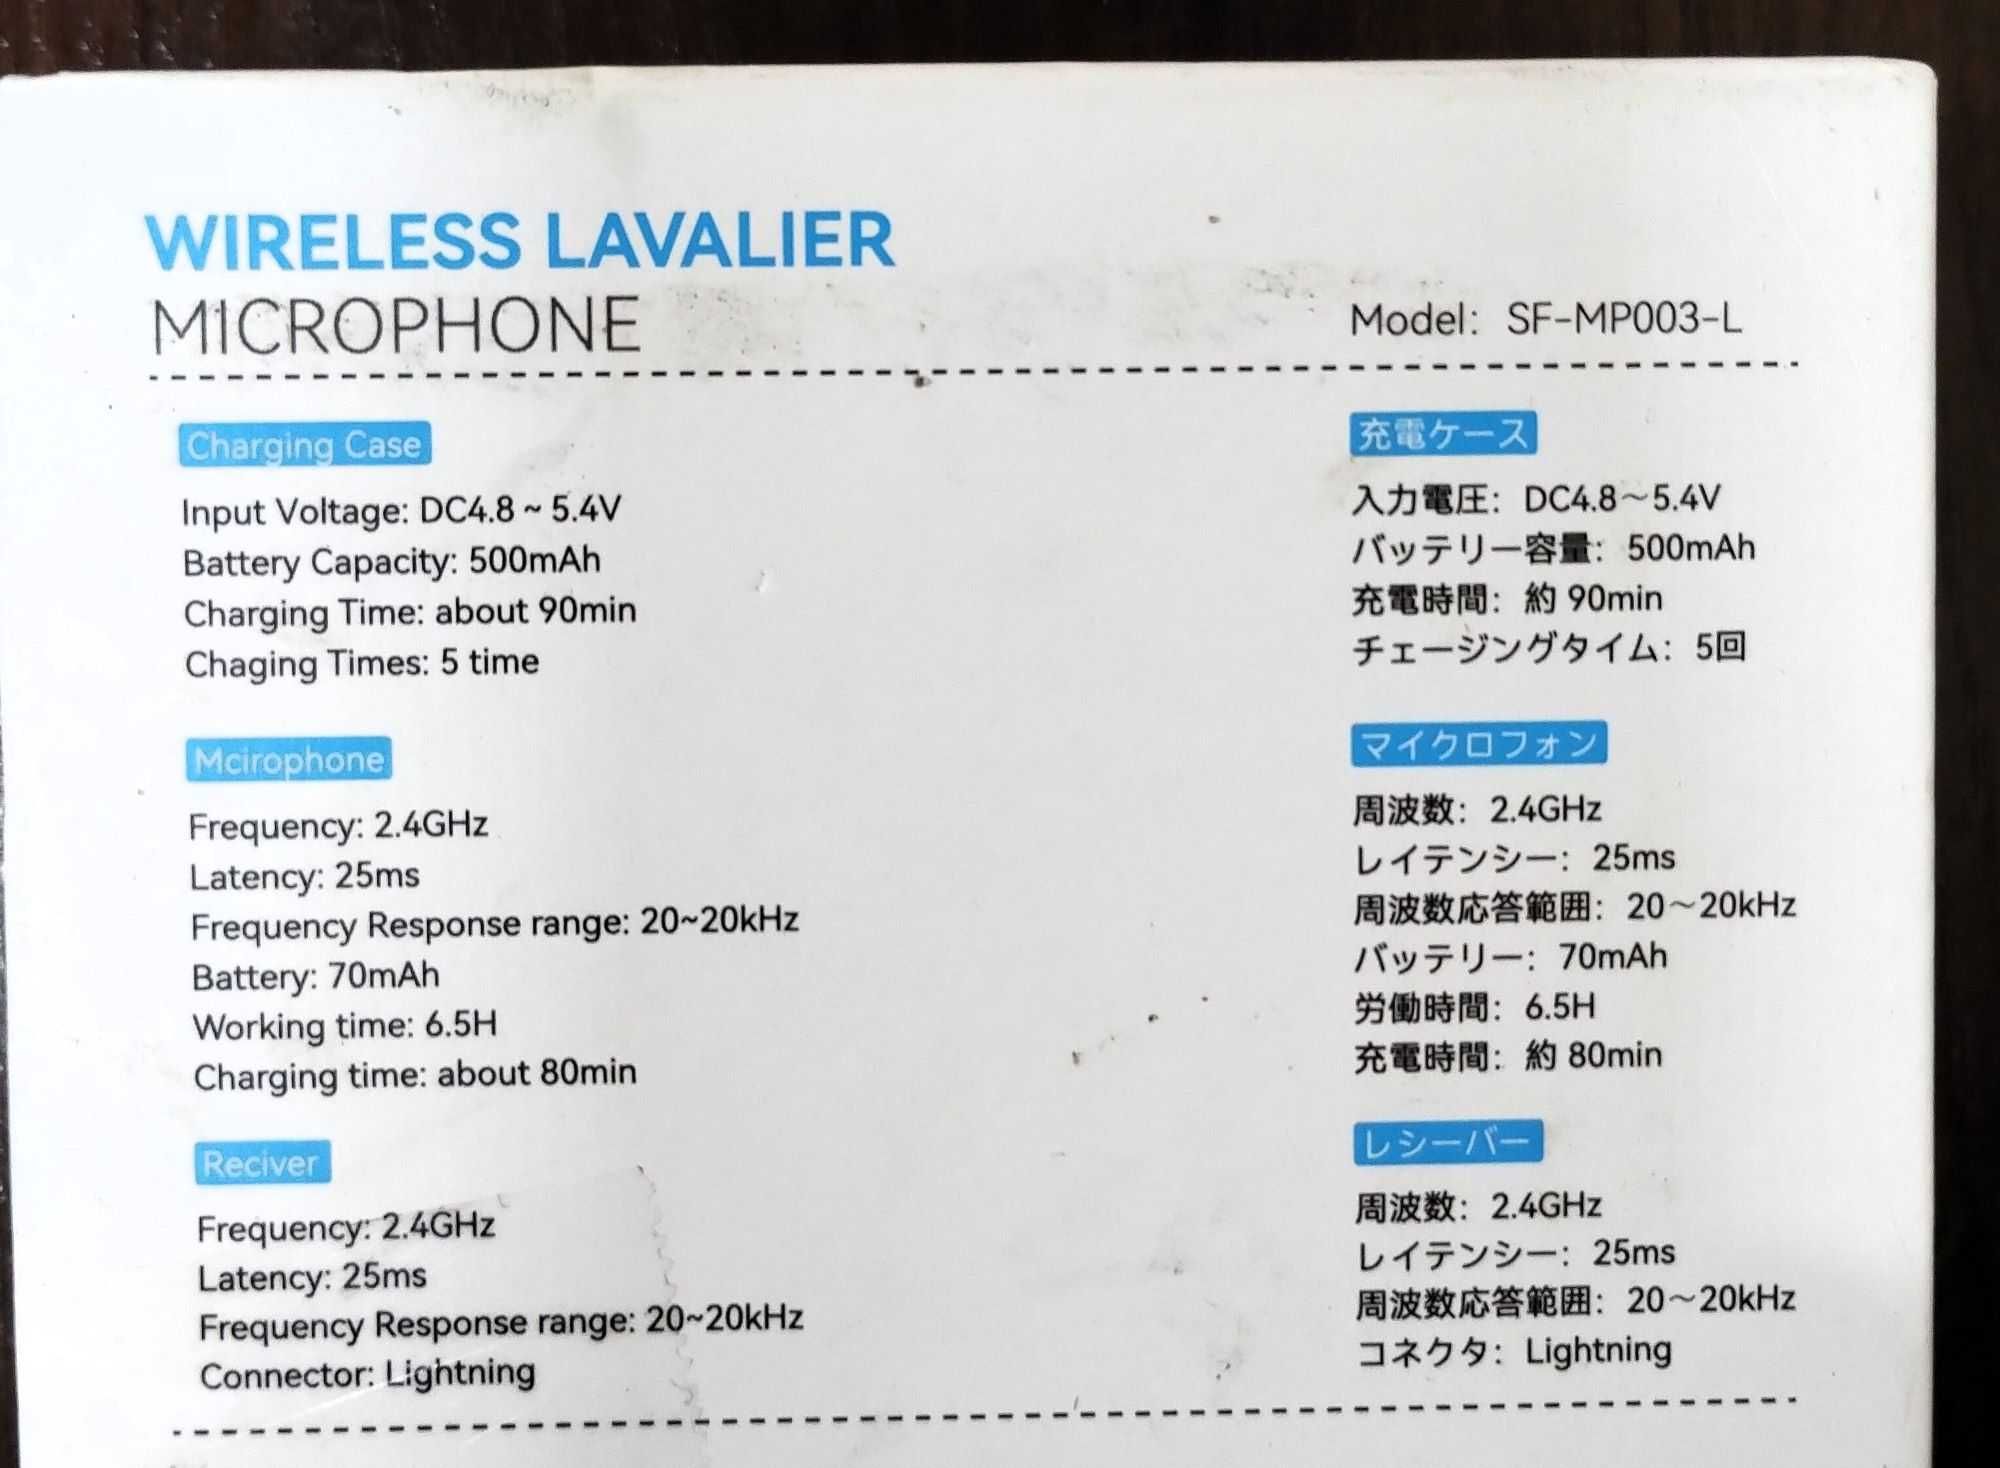 WIRELESS LAVALIER
MICROPHONE
Model: SF-MP003-L
Charging Case
Input Voltage: DC4.8 ~ 5.4V
Battery Capacity: 500mAh
Charging Time: about 90min
Chaging Times: 5 time
Mcirophone
Frequency: 2.4GHz
Latency: 25ms
Frequency Response range: 20~20kHz
Battery: 70mAh
Working time: 6.5H
Charging time: about 80min
Reciver
Frequency: 2.4GHz
Latency: 25ms
Frequency Response range: 20~20kHz
Connector: Lightning
充電ケース
入力電圧：DC4.8～5.4V
バッテリー容量：500mAh
充電時間：約 90min
チェージングタイム：5回
マイクロフォン
周波数：2.4GHz
レイテンシー：25ms
周波数応答範囲：20～20kHz
バッテリー：70mAh
労働時間：6.5H
充電時間：約 80min
レシーバー
周波数：2.4GHz
レイテンシー：25ms
周波数応答範囲：20～20kHz
コネクタ：Lightning